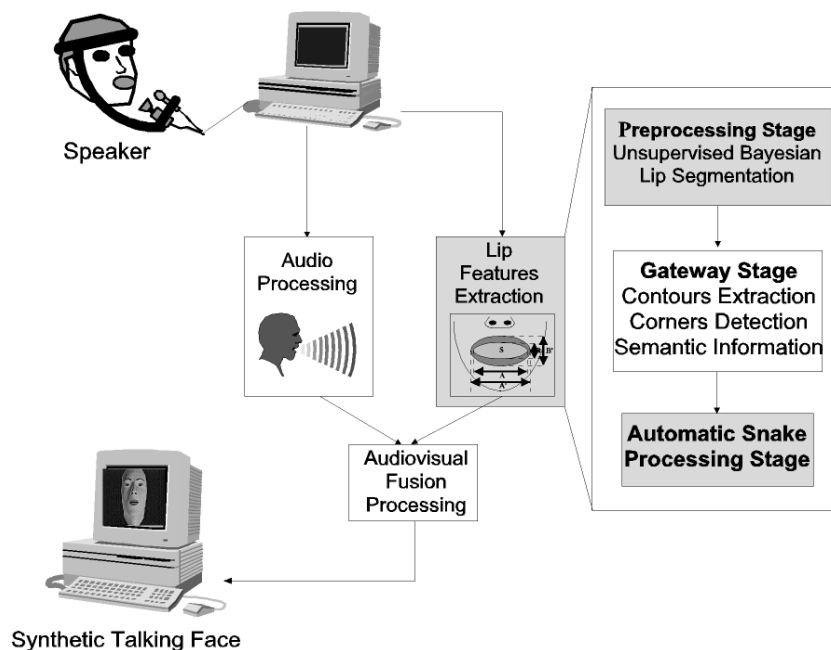 Speaker
Audio
Processing
Lip
Features
Extraction
S
B'
A
A'
Audiovisual
Fusion
Processing
Synthetic Talking Face
Preprocessing Stage
Unsupervised Bayesian
Lip Segmentation
Gateway Stage
Contours Extraction
Corners Detection
Semantic Information
Automatic Snake
Processing Stage